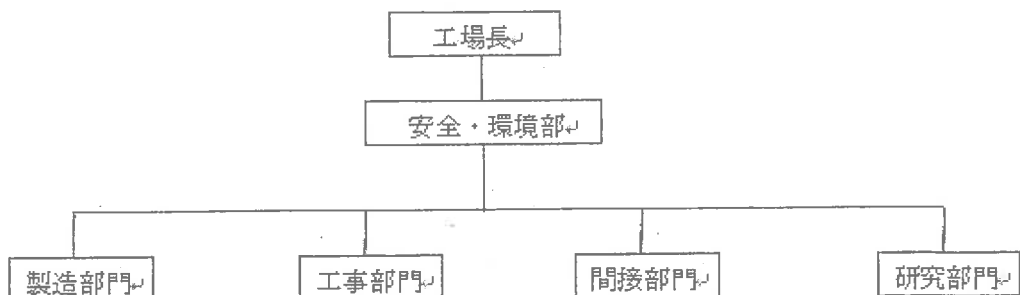 工場長
安全・環境部
製造部門
工事部門
間接部門
研究部門